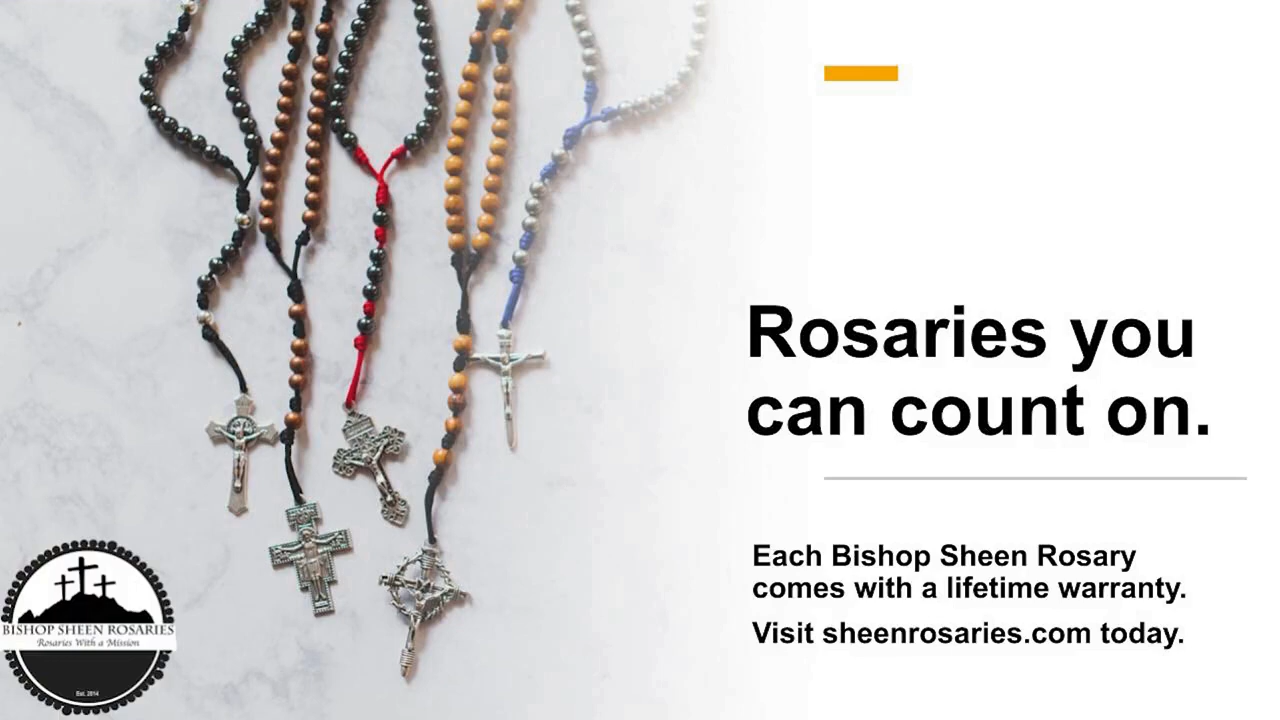 Rosaries you
can count on.
Each Bishop Sheen Rosary
comes with a lifetime warranty.
Visit sheenrosaries.com today.
BISHOP SHEEN ROSARIES
Rosaries With a Mission
Est. 2014